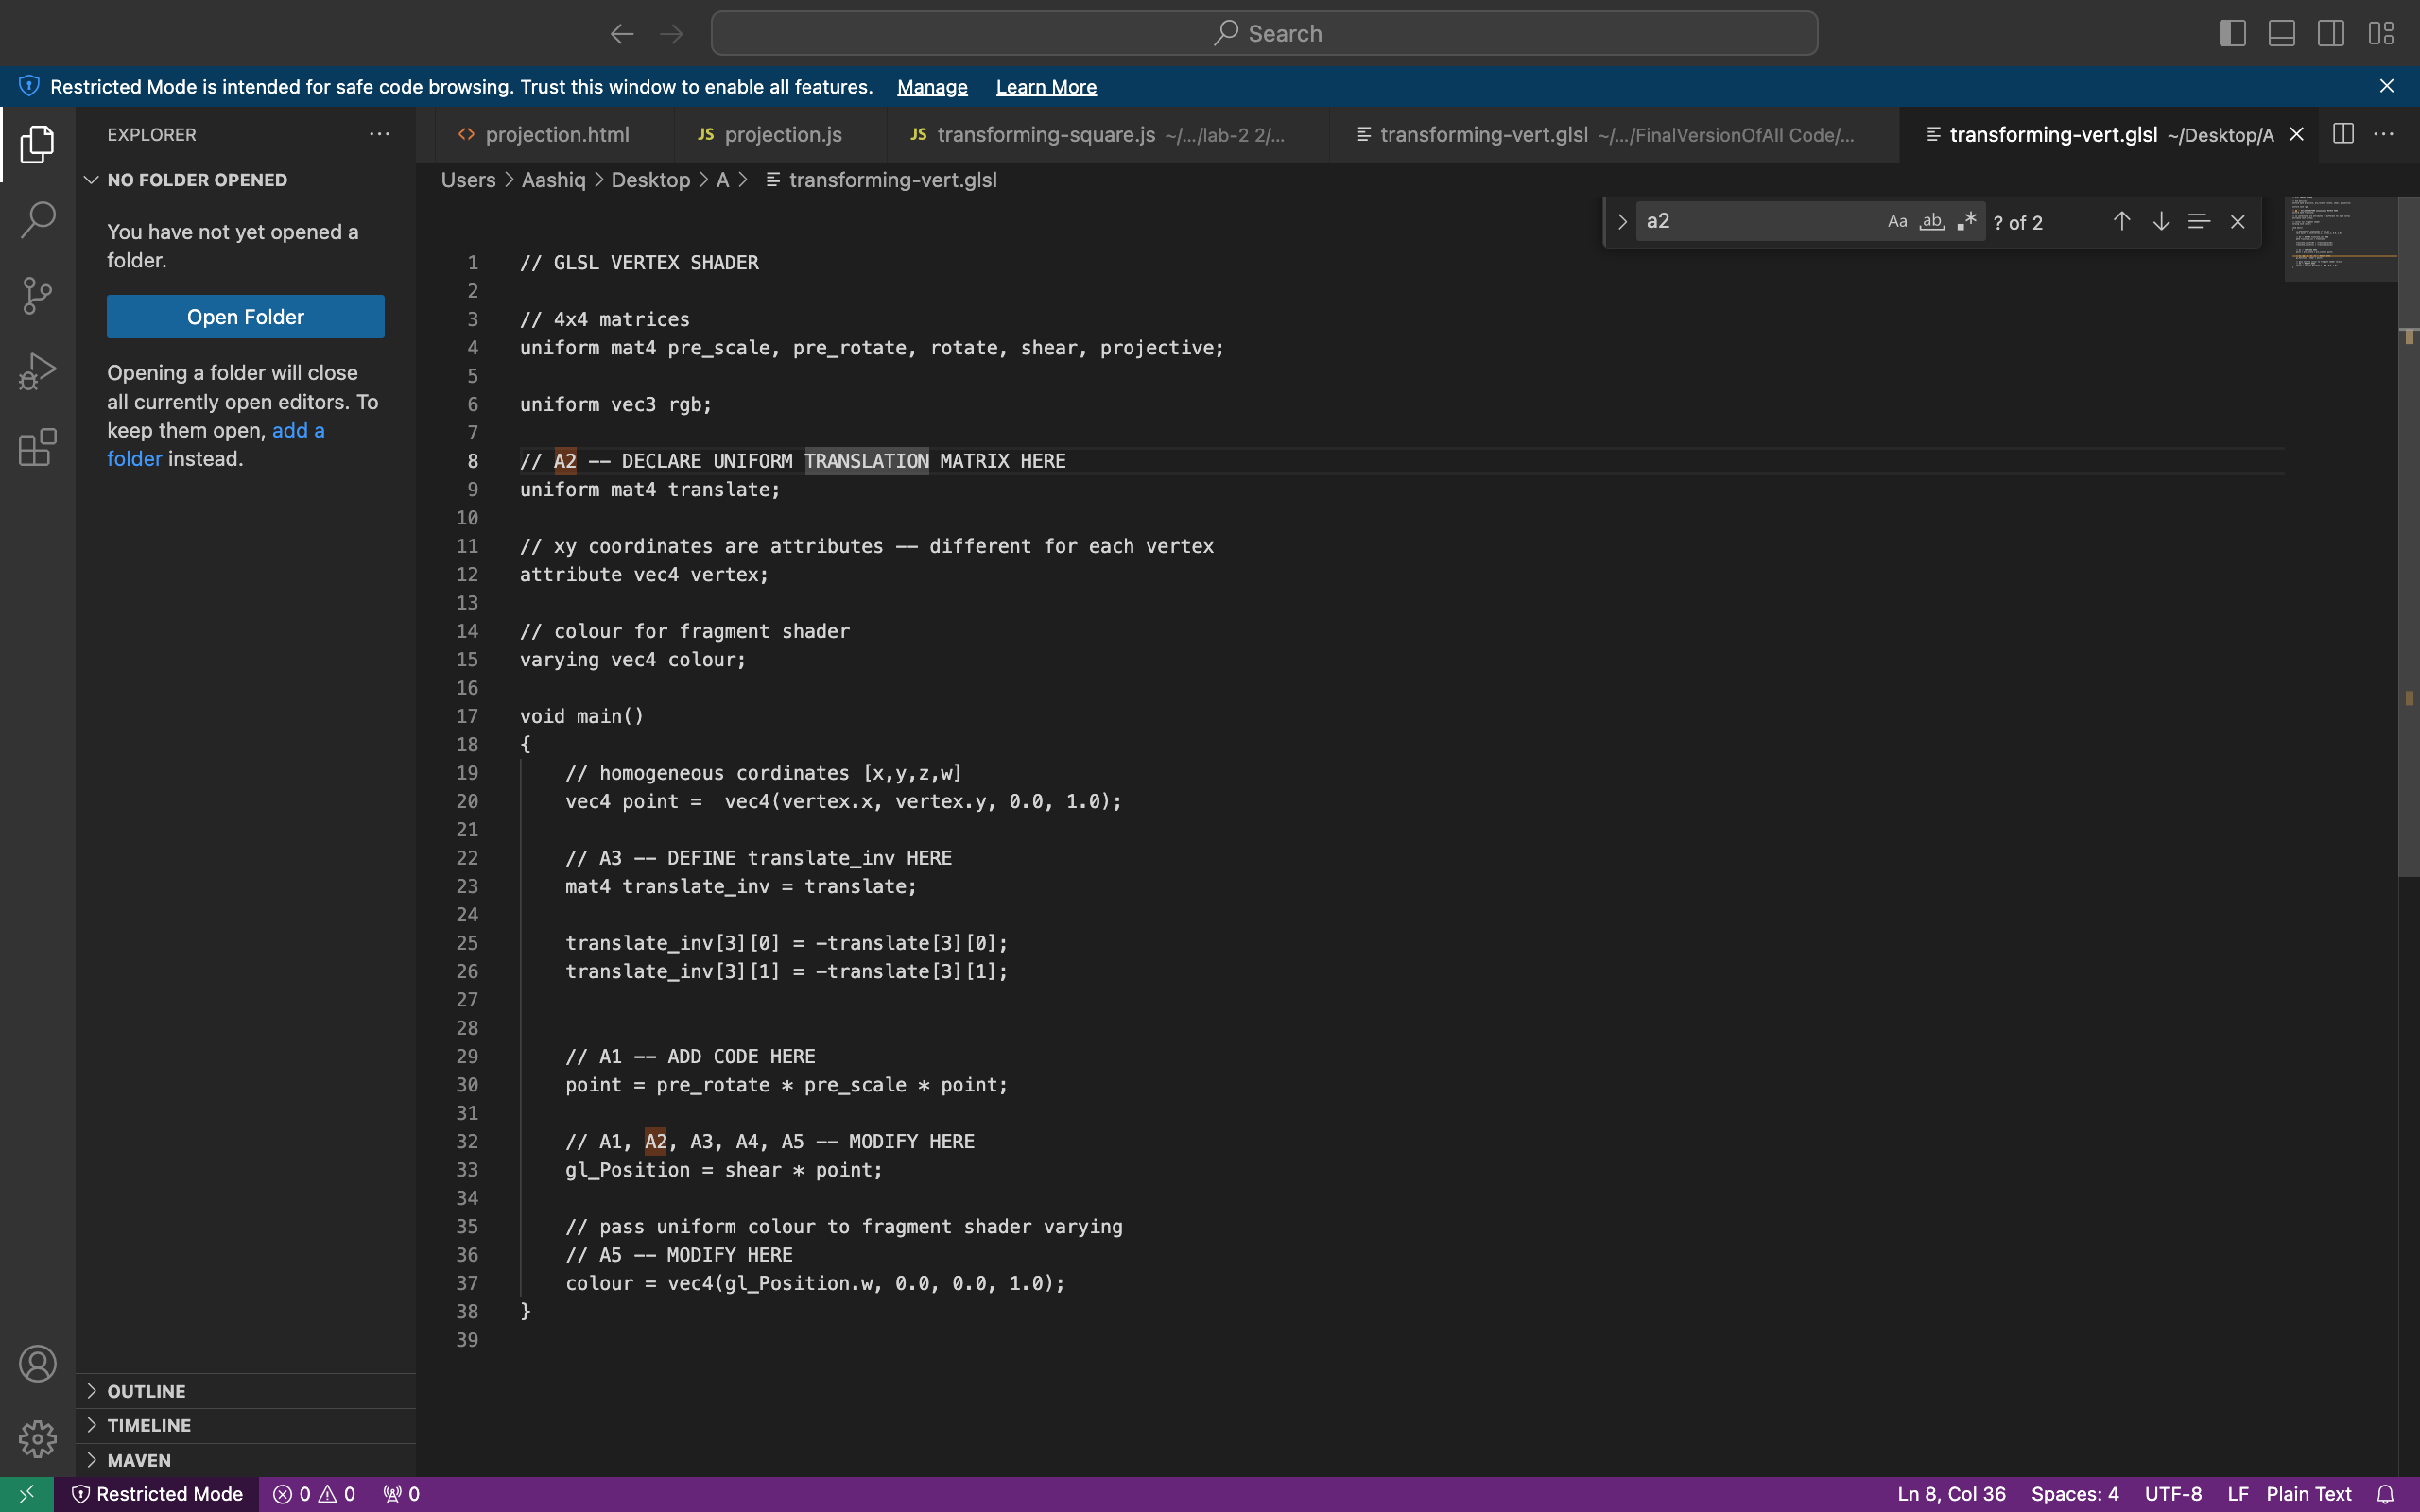 Search
Restricted Mode is intended for safe code browsing. Trust this window to enable all features. Manage Learn More
EXPLORER
projection.html
JS projection.js
JS transforming-square.js ~/.../lab-2 2/...
transforming-vert.glsl ~/.../FinalVersionOfAll Code/...
transforming-vert.glsl ~/Desktop/A
NO FOLDER OPENED
You have not yet opened a
folder.
Open Folder
Opening a folder will close
all currently open editors. To
keep them open, add a
folder instead.
OUTLINE
TIMELINE
MAVEN
Users > Aashiq > Desktop > A > transforming-vert.glsl
a2 Aa ab .* ? of 2
1 // GLSL VERTEX SHADER
2
3 // 4x4 matrices
4 uniform mat4 pre_scale, pre_rotate, rotate, shear, projective;
5
6 uniform vec3 rgb;
7
8 // A2 -- DECLARE UNIFORM TRANSLATION MATRIX HERE
9 uniform mat4 translate;
10
11 // xy coordinates are attributes -- different for each vertex
12 attribute vec4 vertex;
13
14 // colour for fragment shader
15 varying vec4 colour;
16
17 void main()
18 {
19 // homogeneous cordinates [x,y,z,w]
20 vec4 point =  vec4(vertex.x, vertex.y, 0.0, 1.0);
21
22 // A3 -- DEFINE translate_inv HERE
23 mat4 translate_inv = translate;
24
25 translate_inv[3][0] = -translate[3][0];
26 translate_inv[3][1] = -translate[3][1];
27
28
29 // A1 -- ADD CODE HERE
30 point = pre_rotate * pre_scale * point;
31
32 // A1, A2, A3, A4, A5 -- MODIFY HERE
33 gl_Position = shear * point;
34
35 // pass uniform colour to fragment shader varying
36 // A5 -- MODIFY HERE
37 colour = vec4(gl_Position.w, 0.0, 0.0, 1.0);
38 }
39
Restricted Mode 0 0 0 Ln 8, Col 36 Spaces: 4 UTF-8 LF Plain Text